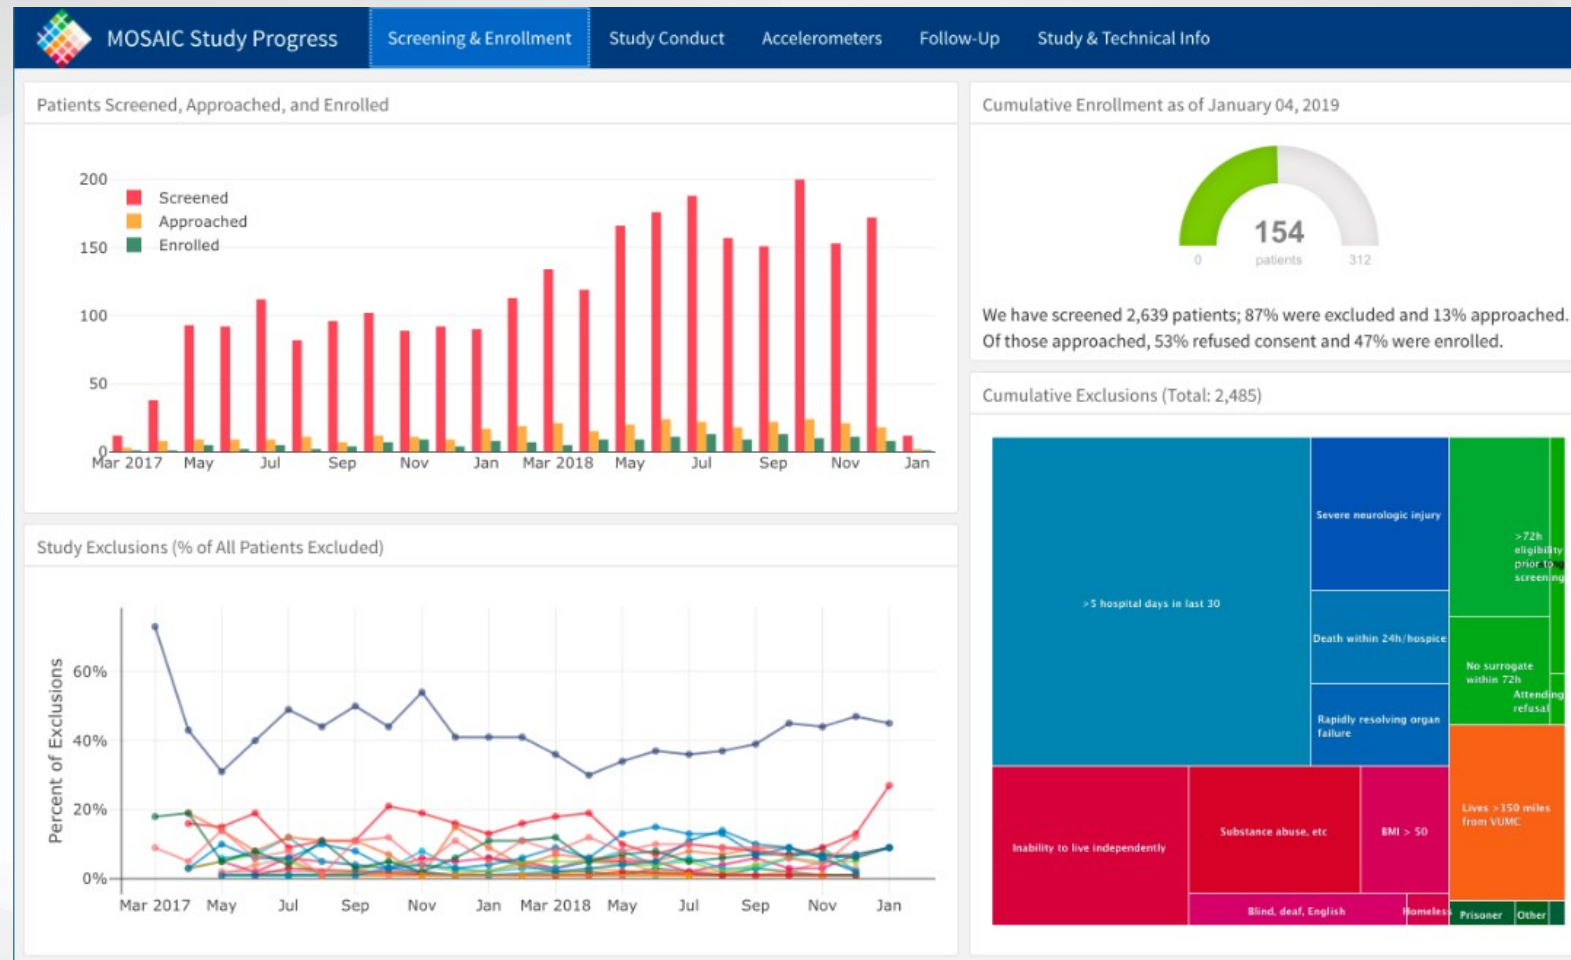 MOSAIC Study Progress
Screening & Enrollment
Study Conduct
Accelerometers
Follow-Up
Study & Technical Info
Patients Screened, Approached, and Enrolled
200
150
100
50
0
Screened
Approached
Enrolled
Mar 2017 May Jul Sep Nov Jan Mar 2018 May Jul Sep Nov Jan
Cumulative Enrollment as of January 04, 2019
154
0 patients 312
We have screened 2,639 patients; 87% were excluded and 13% approached.
Of those approached, 53% refused consent and 47% were enrolled.
Study Exclusions (% of All Patients Excluded)
Percent of Exclusions
60%
40%
20%
0%
Mar 2017 May Jul Sep Nov Jan Mar 2018 May Jul Sep Nov Jan
Cumulative Exclusions (Total: 2,485)
>5 hospital days in last 30
Severe neurologic injury
Death within 24h/hospice
Rapidly resolving organ
failure
>72h
eligibility
prior to
screening
No surrogate
within 72h
Attending
refusal
Inability to live independently
Substance abuse, etc
BMI > 50
Blind, deaf, English
Homeless
Lives >150 miles
from VUMC
Prisoner
Other